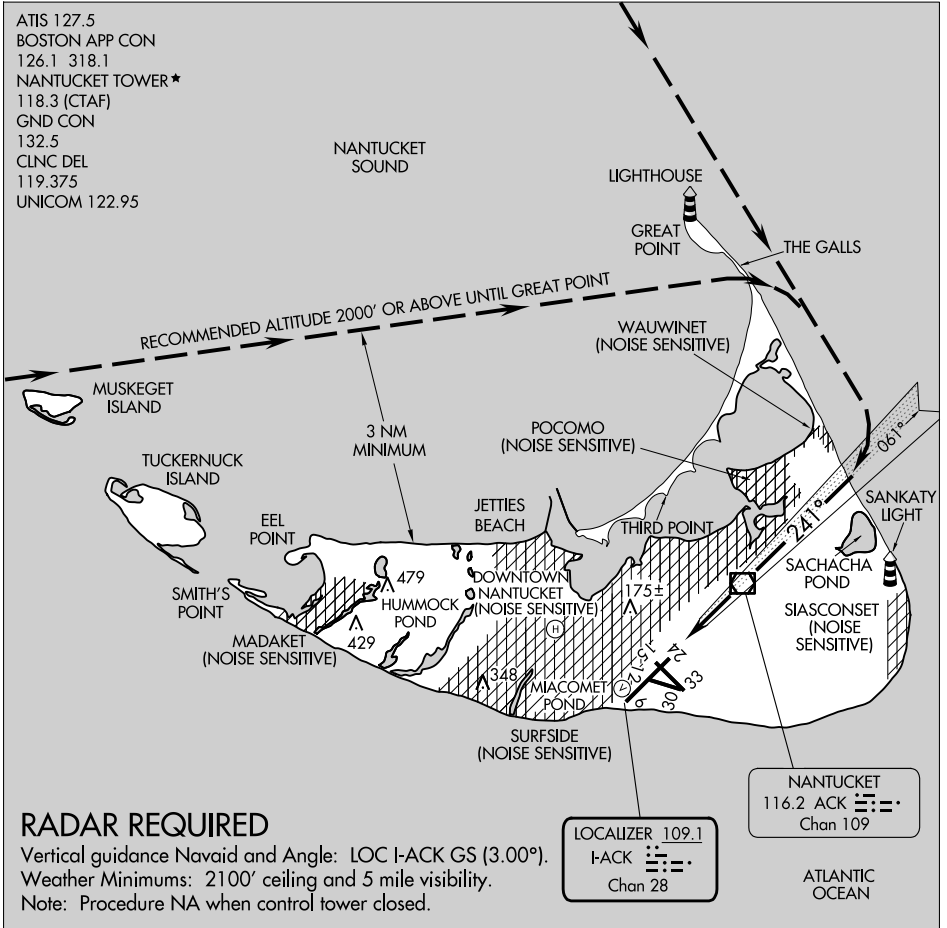 ATIS 127.5
BOSTON APP CON
126.1 318.1
NANTUCKET TOWER★
118.3 (CTAF)
GND CON
132.5
CLNC DEL
119.375
UNICOM 122.95
NANTUCKET
SOUND
LIGHTHOUSE
GREAT
POINT
THE GALLS
RECOMMENDED ALTITUDE 2000' OR ABOVE UNTIL GREAT POINT
WAUWINET
(NOISE SENSITIVE)
MUSKEGET
ISLAND
3 NM
MINIMUM
POCOMO
(NOISE SENSITIVE)
061°
TUCKERNUCK
ISLAND
JETTIES
BEACH
EEL
POINT
THIRD POINT
241°
SANKATY
LIGHT
SACHACHA
POND
SMITH'S
POINT
479
HUMMOCK
POND
DOWNTOWN
NANTUCKET
(NOISE SENSITIVE)
H
175±
SIASCONSET
(NOISE
SENSITIVE)
MADAKET
(NOISE SENSITIVE)
429
348
MIACOMET
POND
15-12
24
6
30
33
SURFSIDE
(NOISE SENSITIVE)
NANTUCKET
116.2 ACK
Chan 109
LOCALIZER 109.1
I-ACK
Chan 28
ATLANTIC
OCEAN
RADAR REQUIRED
Vertical guidance Navaid and Angle: LOC I-ACK GS (3.00°).
Weather Minimums: 2100' ceiling and 5 mile visibility.
Note: Procedure NA when control tower closed.